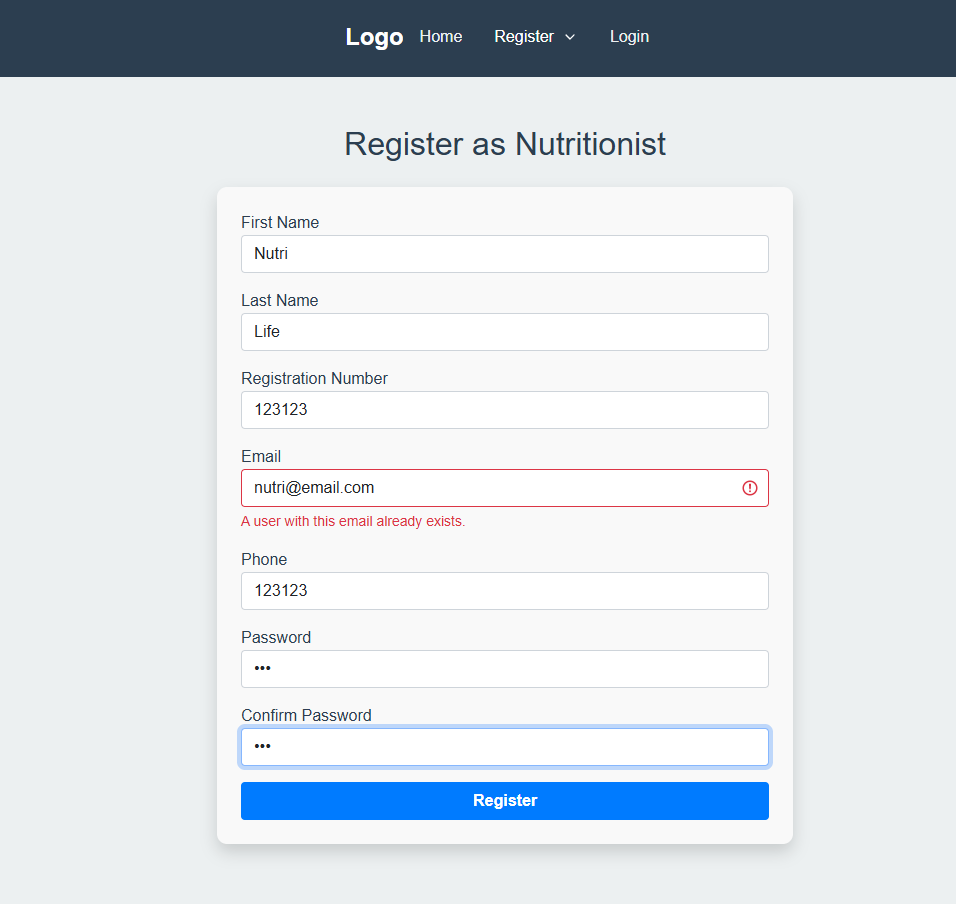 Logo Home Register Login
Register as Nutritionist
First Name
Nutri
Last Name
Life
Registration Number
123123
Email
nutri@email.com
A user with this email already exists.
Phone
123123
Password
•••
Confirm Password
•••
Register